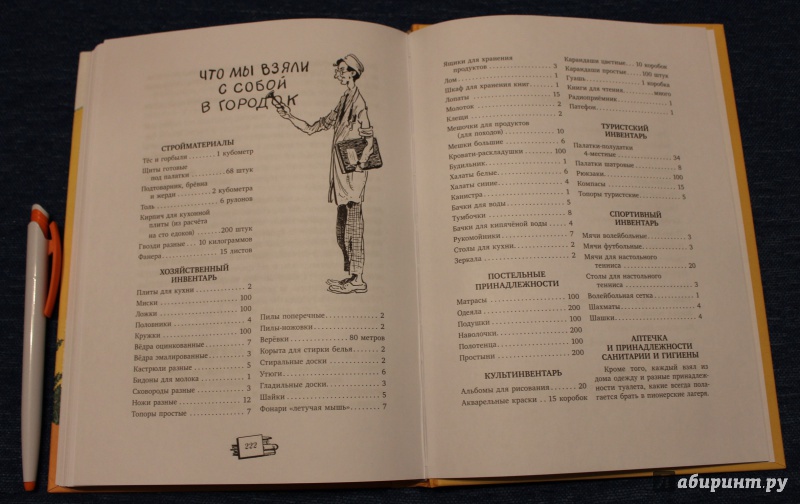 ЧТО МЫ ВЗЯЛИ
С СОБОЙ
В ГОРОДОК
СТРОЙМАТЕРИАЛЫ
Тёс и горбыли . . . . . . 1 кубометр
Щиты готовые
под палатки . . . . . . . 68 штук
Подтоварник, брёвна
и жерди . . . . . . . 2 кубометра
Толь . . . . . . . 6 рулонов
Кирпич для кухонной
плиты (из расчёта
на сто едоков) . . . . . . . 200 штук
Гвозди разные . . . 10 килограммов
Фанера . . . . . . . 15 листов
ХОЗЯЙСТВЕННЫЙ
ИНВЕНТАРЬ
Плиты для кухни . . . . . . . 2
Миски . . . . . . . 100
Ложки . . . . . . . 100
Половники . . . . . . . 4
Кружки . . . . . . . 100
Вёдра оцинкованные . . . . . . . 7
Вёдра эмалированные . . . . . . . 3
Кастрюли разные . . . . . . . 5
Бидоны для молока . . . . . . . 1
Сковороды разные . . . . . . . 3
Ножи разные . . . . . . . 12
Топоры простые . . . . . . . 7
Пилы поперечные . . . . . . . 2
Пилы-ножовки . . . . . . . 2
Верёвки . . . . . . . 80 метров
Корыта для стирки белья . . . . . . . 2
Стиральные доски . . . . . . . 2
Утюги . . . . . . . 6
Гладильные доски . . . . . . . 3
Шайки . . . . . . . 5
Фонари «летучая мышь» . . . . . . . 7
222
Ящики для хранения
продуктов . . . . . . . 3
Лом . . . . . . . 1
Шкаф для хранения книг . . . . . . . 1
Лопаты . . . . . . . 15
Молоток . . . . . . . 2
Клещи . . . . . . . 2
Мешочки для продуктов
(для походов) . . . . . . . 10
Мешки большие . . . . . . . 6
Кровати-раскладушки . . . . . . . 100
Будильник . . . . . . . 1
Халаты белые . . . . . . . 6
Халаты синие . . . . . . . 4
Канистра . . . . . . . 1
Бачки для воды . . . . . . . 5
Тумбочки . . . . . . . 8
Бачки для кипячёной воды . . . . . . . 4
Рукомойники . . . . . . . 7
Столы для кухни . . . . . . . 2
Зеркала . . . . . . . 2
ПОСТЕЛЬНЫЕ
ПРИНАДЛЕЖНОСТИ
Матрасы . . . . . . . 100
Одеяла . . . . . . . 200
Подушки . . . . . . . 100
Наволочки . . . . . . . 200
Полотенца . . . . . . . 100
Простыни . . . . . . . 200
КУЛЬТИНВЕНТАРЬ
Альбомы для рисования . . . . . . . 20
Акварельные краски . . . 15 коробок
Карандаши цветные . . . 10 коробок
Карандаши простые . . . . . . . 100 штук
Гуашь . . . . . . . 1 коробка
Книги для чтения . . . . . . . много
Радиоприёмник . . . . . . . 1
Патефон . . . . . . . 1
ТУРИСТСКИЙ
ИНВЕНТАРЬ
Палатки-полудатки
4-местные . . . . . . . 34
Палатки шатровые . . . . . . . 8
Рюкзаки . . . . . . . 100
Компасы . . . . . . . 15
Топоры туристские . . . . . . . 5
СПОРТИВНЫЙ
ИНВЕНТАРЬ
Мячи волейбольные . . . . . . . 3
Мячи футбольные . . . . . . . 3
Мячи для настольного
тенниса . . . . . . . 20
Столы для настольного
тенниса . . . . . . . 3
Волейбольная сетка . . . . . . . 1
Шахматы . . . . . . . 4
Шашки . . . . . . . 4
АПТЕЧКА
И ПРИНАДЛЕЖНОСТИ
САНИТАРИИ И ГИГИЕНЫ
Кроме того, каждый взял из
дома одежду и разные принадлеж-
ности туалета, какие всегда пола-
гается брать в пионерские лагеря.
Лабиринт.ру